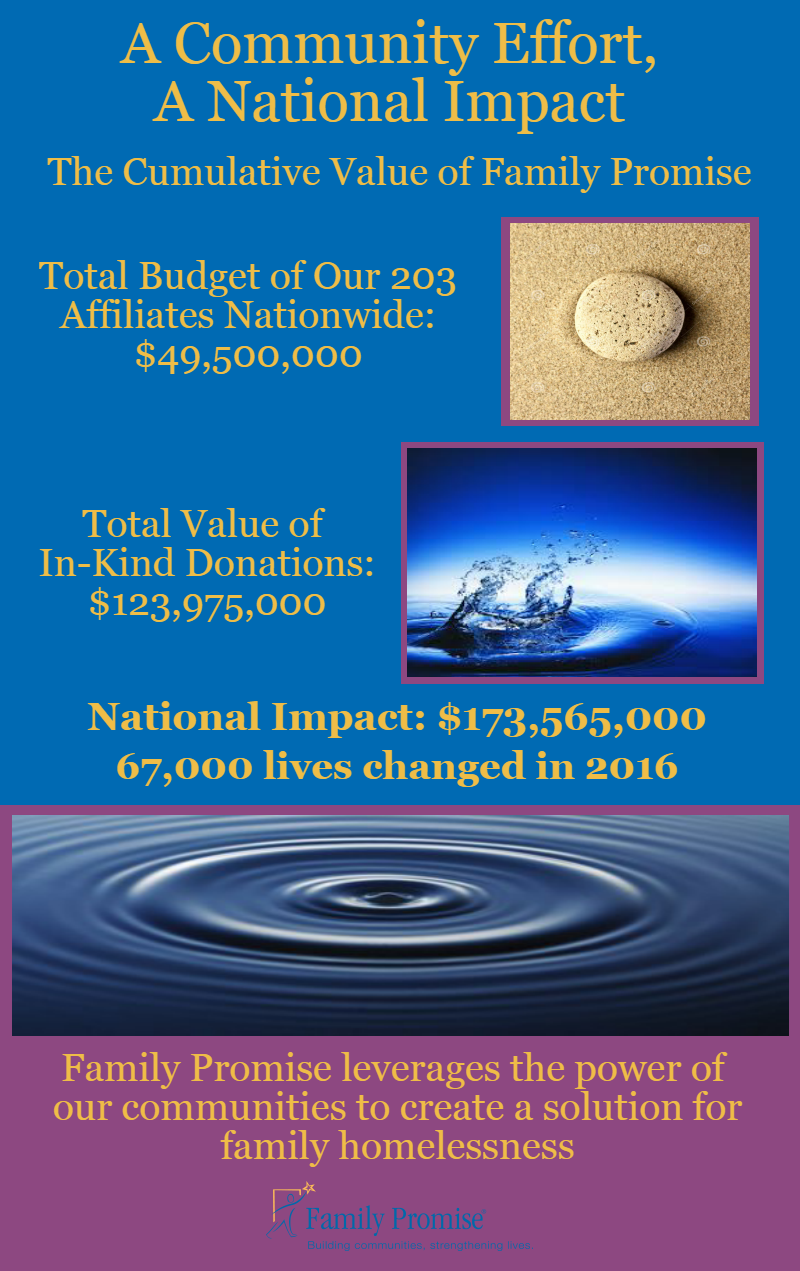 A Community Effort,
A National Impact
The Cumulative Value of Family Promise
Total Budget of Our 203
Affiliates Nationwide:
$49,500,000
Total Value of
In-Kind Donations:
$123,975,000
National Impact: $173,565,000
67,000 lives changed in 2016
Family Promise leverages the power of
our communities to create a solution for
family homelessness
Family Promise®
Building communities, strengthening lives.